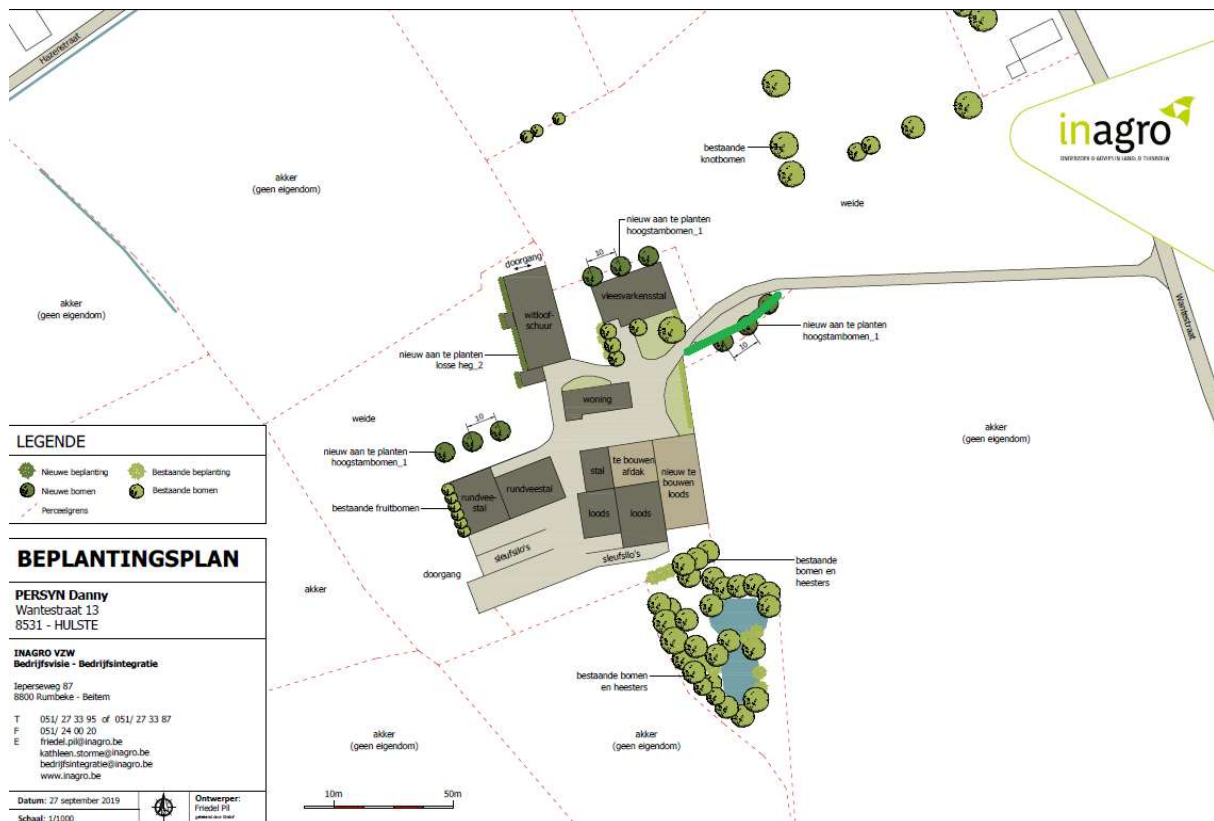 Hazenstraat
akker
(geen eigendom)
bestaande
knotbomen
inagro
ONDERZOEK & ADVIES IN LAND- & TUINBOUW
weide
nieuw aan te planten
hoogstambomen_1
10
doorgang
vleesvarkensstal
witloof-
schuur
akker
(geen eigendom)
Wantestraat
nieuw aan te planten
hoogstambomen_1
10
nieuw aan te planten
losse heg_2
woning
weide
10
akker
(geen eigendom)
nieuw aan te planten
hoogstambomen_1
stal
te bouwen
afdak
nieuw te
bouwen
loods
rundvee-
stal
rundveestal
bestaande fruitbomen
loods
loods
sleufsilo's
sleufsilo's
doorgang
akker
bestaande
bomen en
heesters
bestaande bomen
en heesters
akker
(geen eigendom)
akker
(geen eigendom)
10m
50m
LEGENDE
Nieuwe beplanting
Bestaande beplanting
Nieuwe bomen
Bestaande bomen
Perceelgrens
BEPLANTINGSPLAN
PERSYN Danny
Wantestraat 13
8531 - HULSTE
INAGRO VZW
Bedrijfsvisie - Bedrijfsintegratie
Ieperseweg 87
8800 Rumbeke - Beitem
T 051/ 27 33 95 of 051/ 27 33 87
F 051/ 24 00 20
E friedel.pil@inagro.be
kathleen.storme@inagro.be
bedrijfsintegratie@inagro.be
www.inagro.be
Datum: 27 september 2019
Schaal: 1/1000
Ontwerper:
Friedel Pil